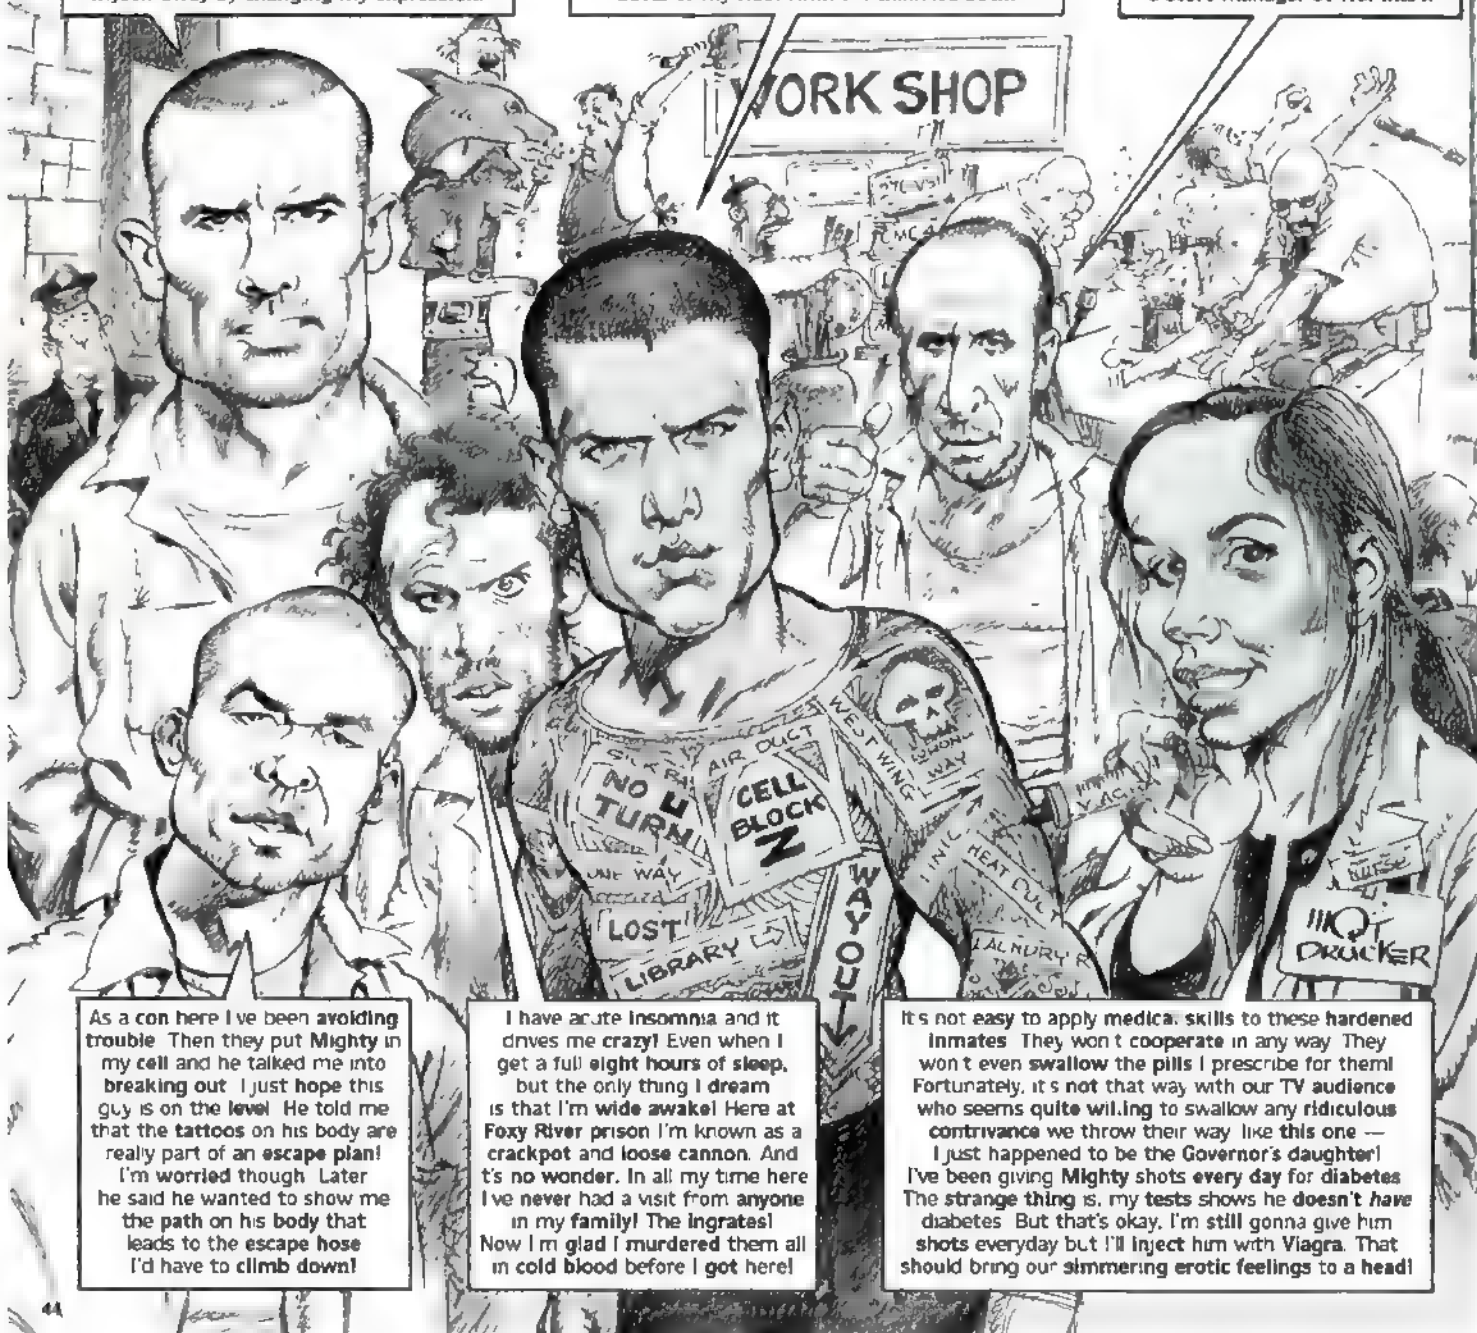 WORK SHOP
AIR DUCT
NO U
TURN
CELL
BLOCK
Z
WEST WING
WRONG
WAY
ONE WAY
LOST
LIBRARY
WAY OUT
HEAT DUCT
LAUNDRY R
DRUCKER
As a con here I've been avoiding
trouble Then they put Mighty in
my cell and he talked me into
breaking out I just hope this
guy is on the level He told me
that the tattoos on his body are
really part of an escape plan!
I'm worried though Later
he said he wanted to show me
the path on his body that
leads to the escape hose
I'd have to climb down!
I have acute insomnia and it
drives me crazy! Even when I
get a full eight hours of sleep,
but the only thing I dream
is that I'm wide awake! Here at
Foxy River prison I'm known as a
crackpot and loose cannon. And
t's no wonder. In all my time here
I've never had a visit from anyone
in my family! The ingrates!
Now I'm glad I murdered them all
in cold blood before I got here!
It's not easy to apply medical skills to these hardened
inmates They won't cooperate in any way They
won't even swallow the pills I prescribe for them!
Fortunately, it's not that way with our TV audience
who seems quite willing to swallow any ridiculous
contrivance we throw their way like this one —
I just happened to be the Governor's daughter!
I've been giving Mighty shots every day for diabetes
The strange thing is, my tests shows he doesn't have
diabetes But that's okay, I'm still gonna give him
shots everyday but I'll inject him with Viagra. That
should bring our simmering erotic feelings to a head!
44